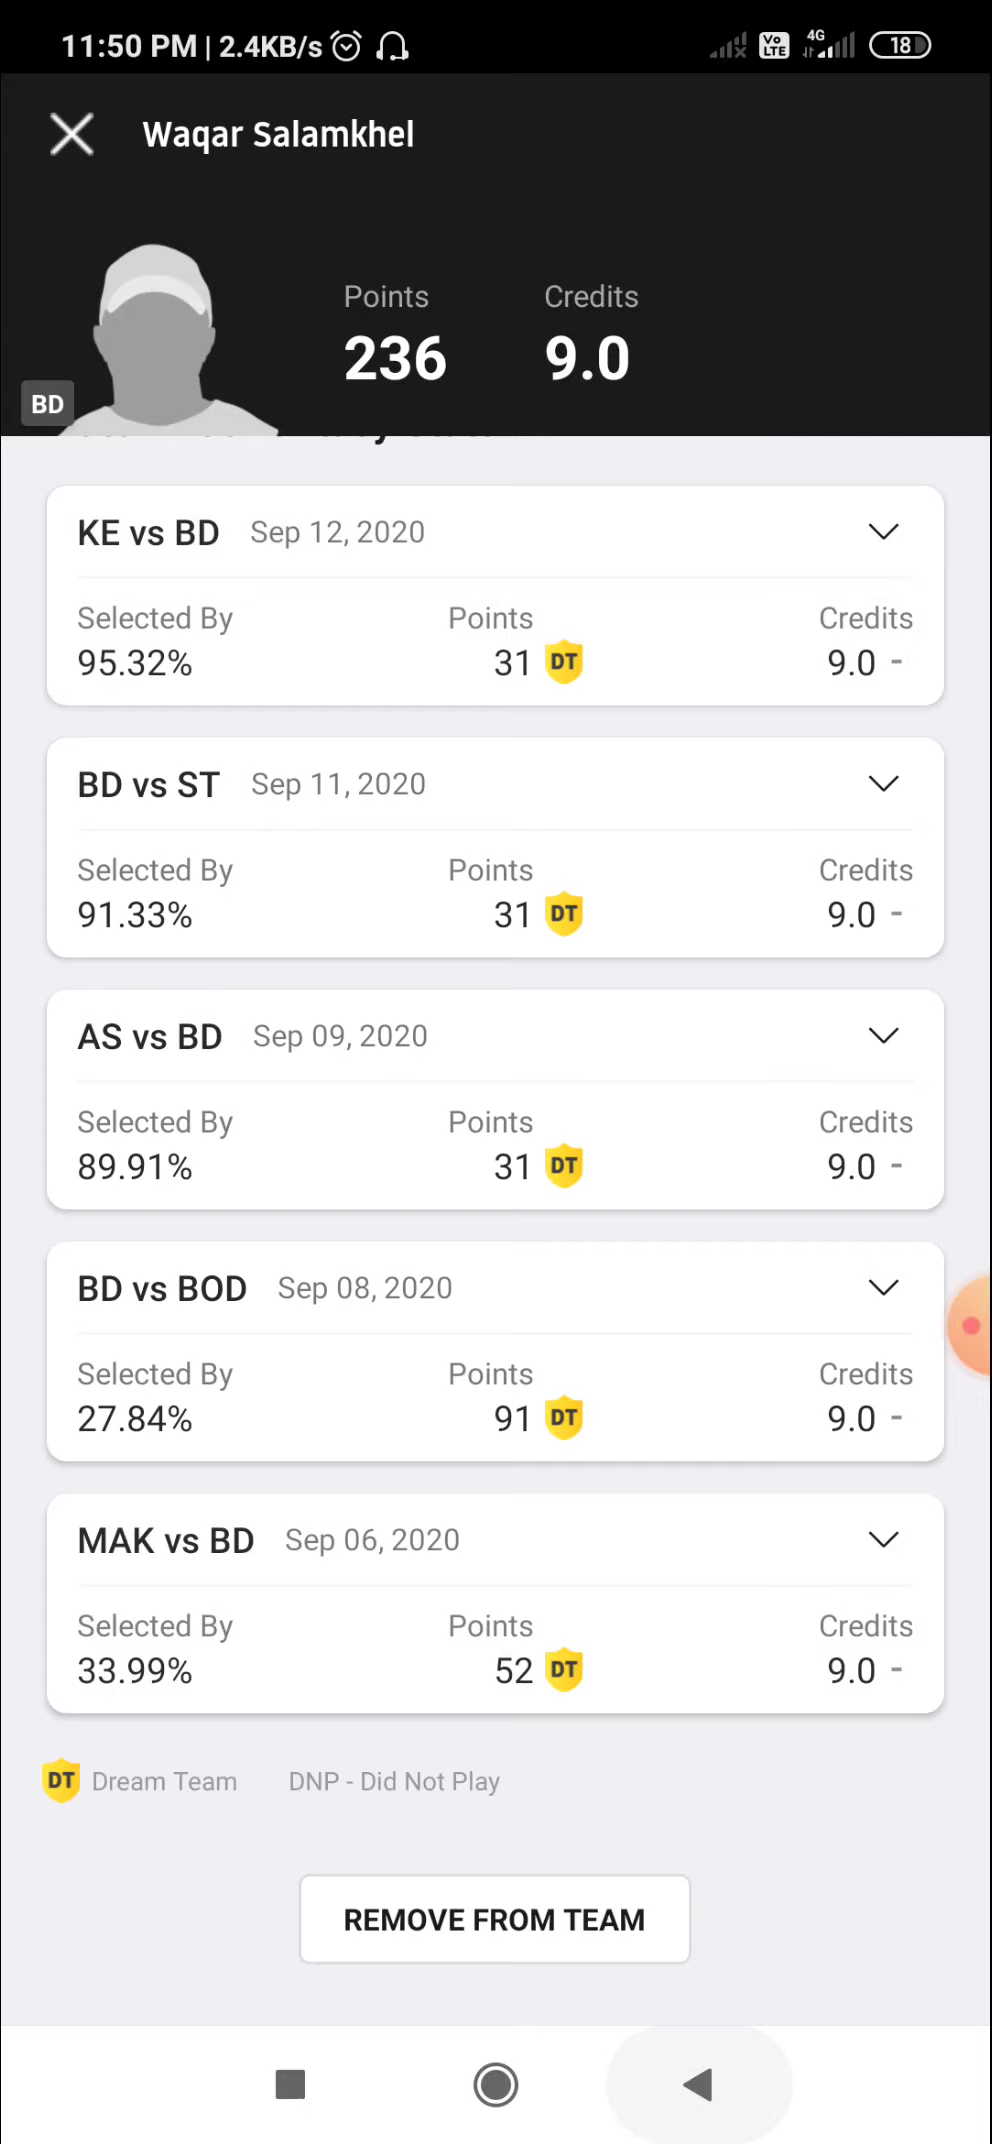 11:50 PM | 2.4KB/s Vo LTE 4G 18
Waqar Salamkhel
Points Credits
236 9.0
BD
KE vs BD Sep 12, 2020
Selected By Points Credits
95.32% 31 DT 9.0 -
BD vs ST Sep 11, 2020
Selected By Points Credits
91.33% 31 DT 9.0 -
AS vs BD Sep 09, 2020
Selected By Points Credits
89.91% 31 DT 9.0 -
BD vs BOD Sep 08, 2020
Selected By Points Credits
27.84% 91 DT 9.0 -
MAK vs BD Sep 06, 2020
Selected By Points Credits
33.99% 52 DT 9.0 -
DT Dream Team DNP - Did Not Play
REMOVE FROM TEAM